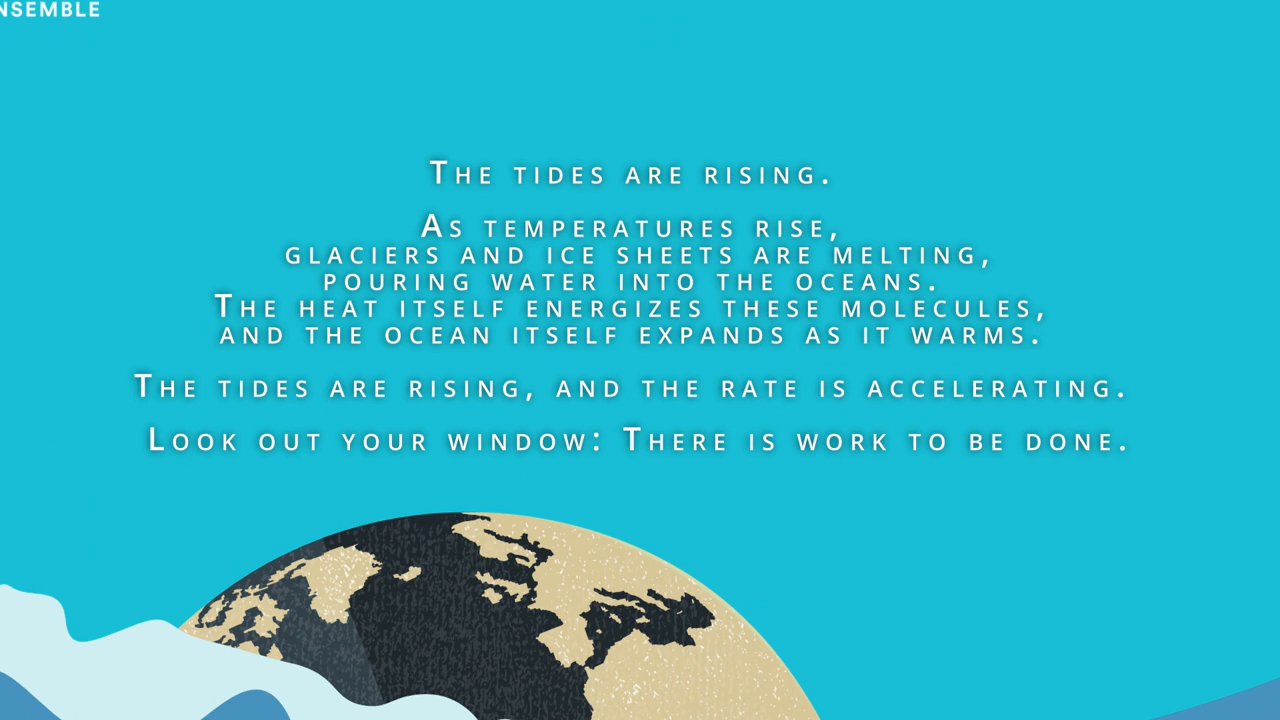 NSEMBLE
The tides are rising.
As temperatures rise,
glaciers and ice sheets are melting,
pouring water into the oceans.
The heat itself energizes these molecules,
and the ocean itself expands as it warms.
The tides are rising, and the rate is accelerating.
Look out your window: There is work to be done.